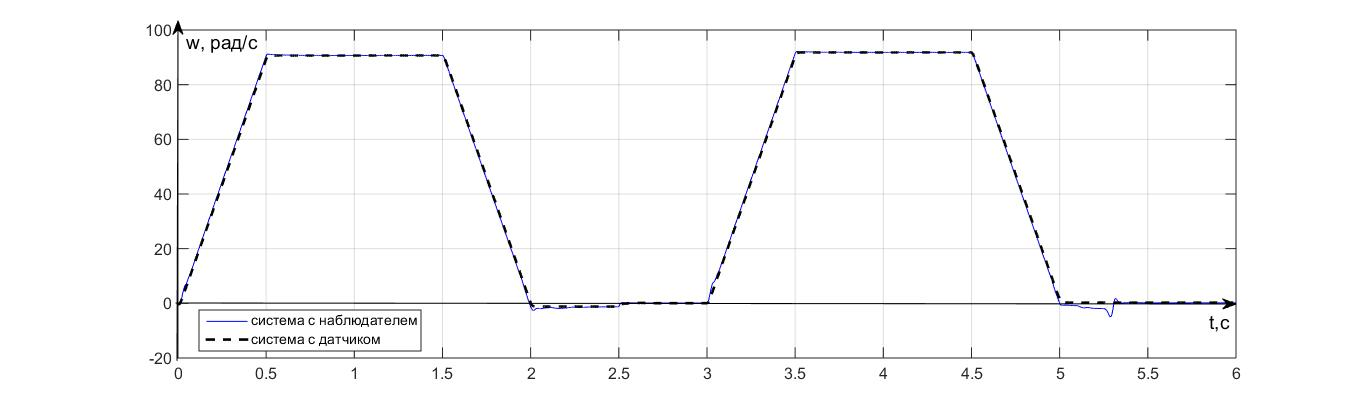 100
w, рад/с
80
60
40
20
0
-20
система с наблюдателем
система с датчиком
t,с
0 0.5 1 1.5 2 2.5 3 3.5 4 4.5 5 5.5 6